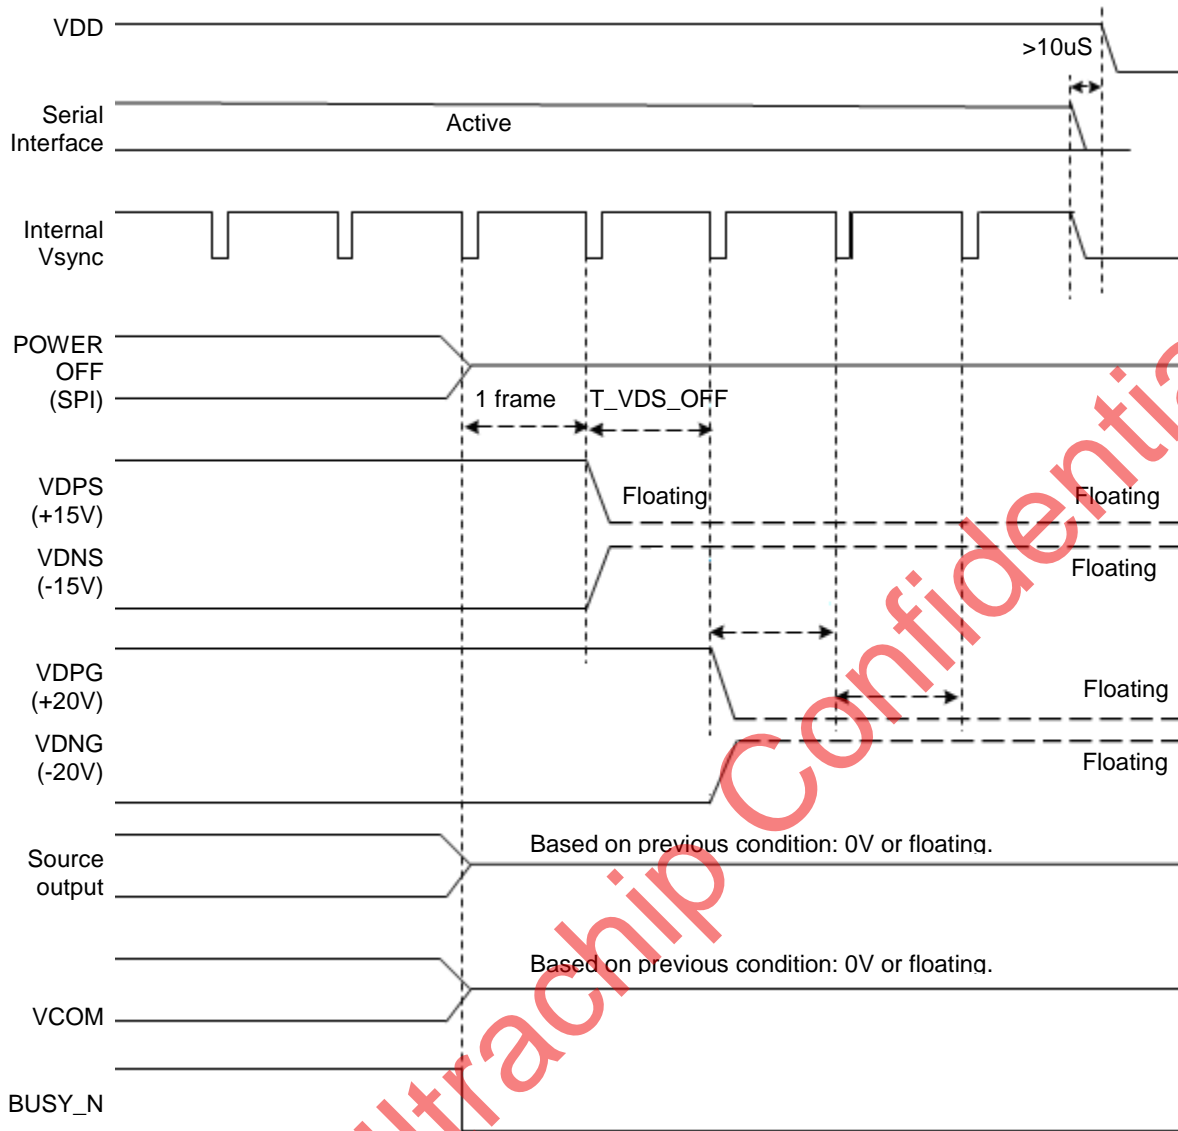 VDD
>10uS
Serial
Interface
Active
Internal
Vsync
POWER
OFF
(SPI)
1 frame
T_VDS_OFF
VDPS
(+15V)
Floating
Floating
VDNS
(-15V)
Floating
VDPG
(+20V)
Floating
VDNG
(-20V)
Floating
Source
output
Based on previous condition: 0V or floating.
Based on previous condition: 0V or floating.
VCOM
BUSY_N
ltrachip Confidentia